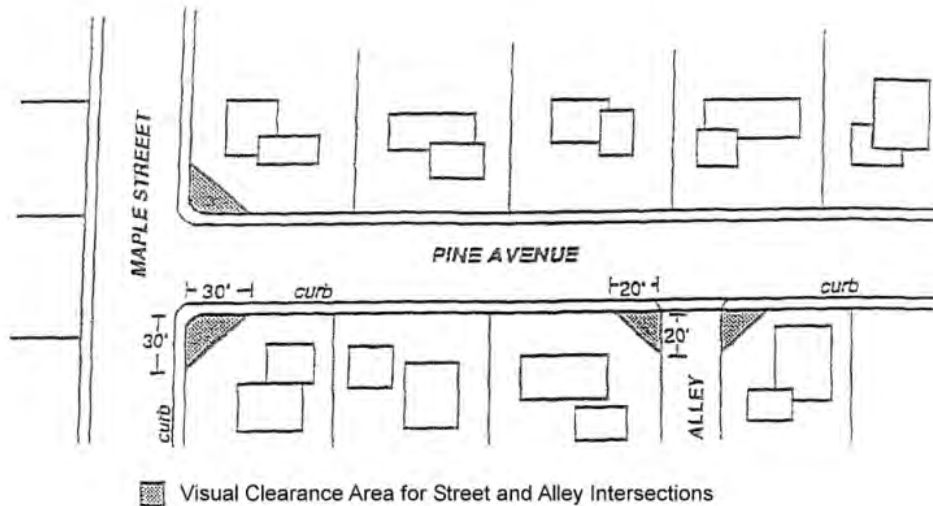 MAPLE STREEET
PINE AVENUE
30'
curb
20'
curb
30'
20'
curb
ALLEY
Visual Clearance Area for Street and Alley Intersections